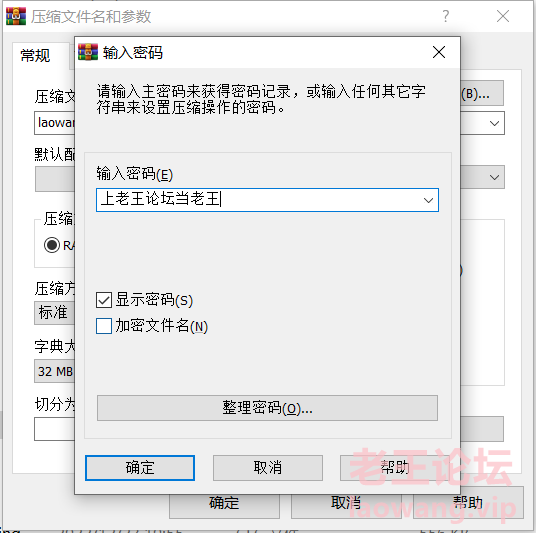 压缩文件名和参数
常规
输入密码
请输入主密码来获得密码记录，或输入任何其它字
符串来设置压缩操作的密码。
压缩文
(B)...
laowan
默认配
输入密码(E)
上老王论坛当老王
压缩
RA
显示密码(S)
压缩方
标准
加密文件名(N)
字典大
32 MB
切分为
整理密码(O)...
确定
取消
帮助
确定
取消
帮助
老王论坛
laowang.vip